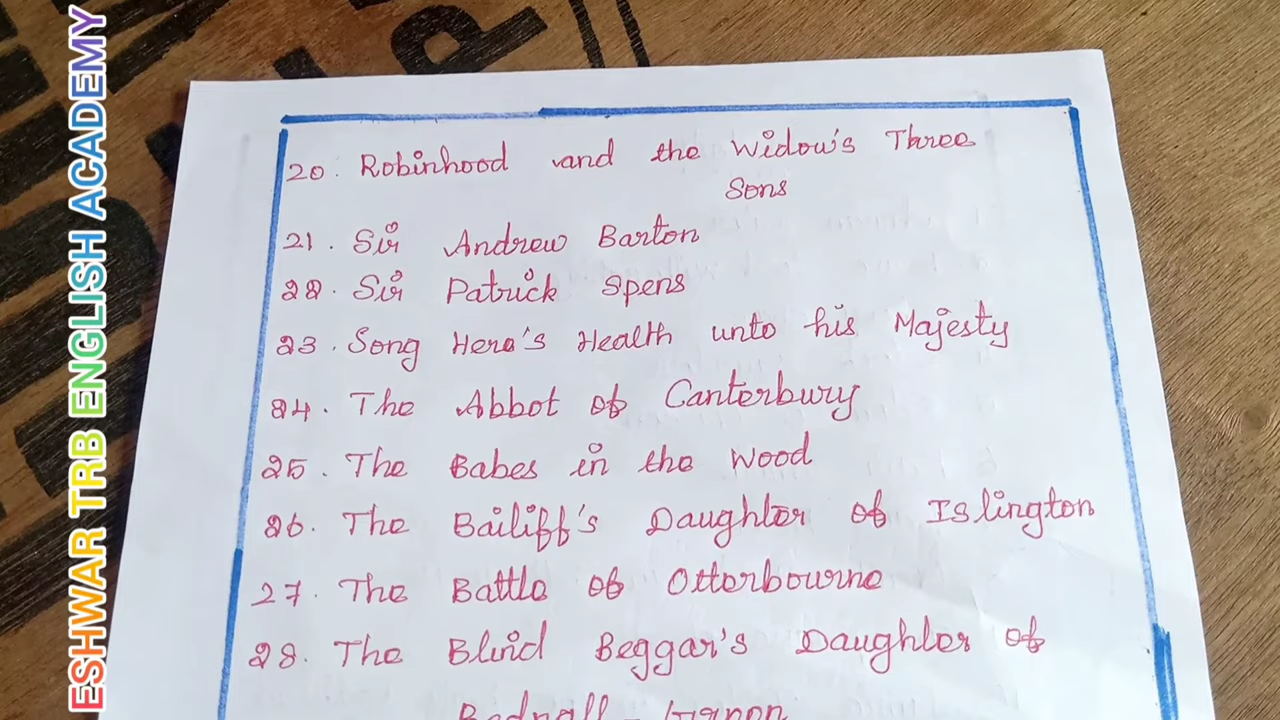 ESHWAR TRB ENGLISH ACADEMY
20. Robinhood and the Widow's Three
Sons
21. Sir Andrew Barton
22. Sir Patrick Spens
23. Song Here's Health unto his Majesty
24. The Abbot of Canterbury
25. The Babes in the Wood
26. The Bailiff's Daughter of Islington
27. The Battle of Otterbourne
28. The Blind Beggar's Daughter of